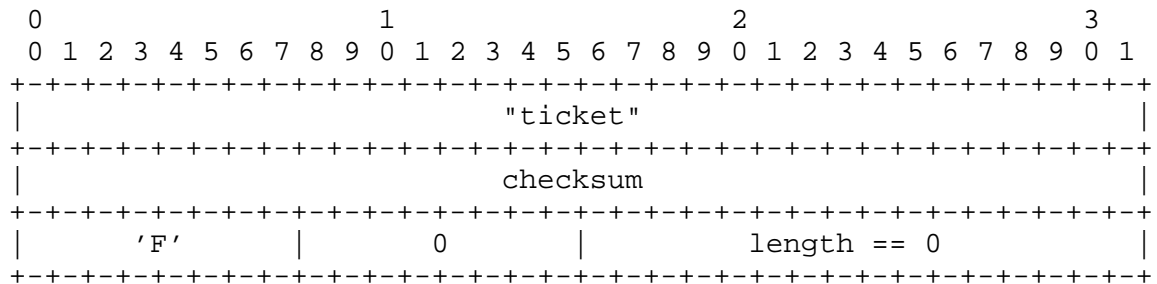 0                   1                   2                   3
0 1 2 3 4 5 6 7 8 9 0 1 2 3 4 5 6 7 8 9 0 1 2 3 4 5 6 7 8 9 0 1
+-+-+-+-+-+-+-+-+-+-+-+-+-+-+-+-+-+-+-+-+-+-+-+-+-+-+-+-+-+-+-+-+
|                           "ticket"                            |
+-+-+-+-+-+-+-+-+-+-+-+-+-+-+-+-+-+-+-+-+-+-+-+-+-+-+-+-+-+-+-+-+
|                           checksum                            |
+-+-+-+-+-+-+-+-+-+-+-+-+-+-+-+-+-+-+-+-+-+-+-+-+-+-+-+-+-+-+-+-+
|      ’F’      |       0       |         length == 0           |
+-+-+-+-+-+-+-+-+-+-+-+-+-+-+-+-+-+-+-+-+-+-+-+-+-+-+-+-+-+-+-+-+